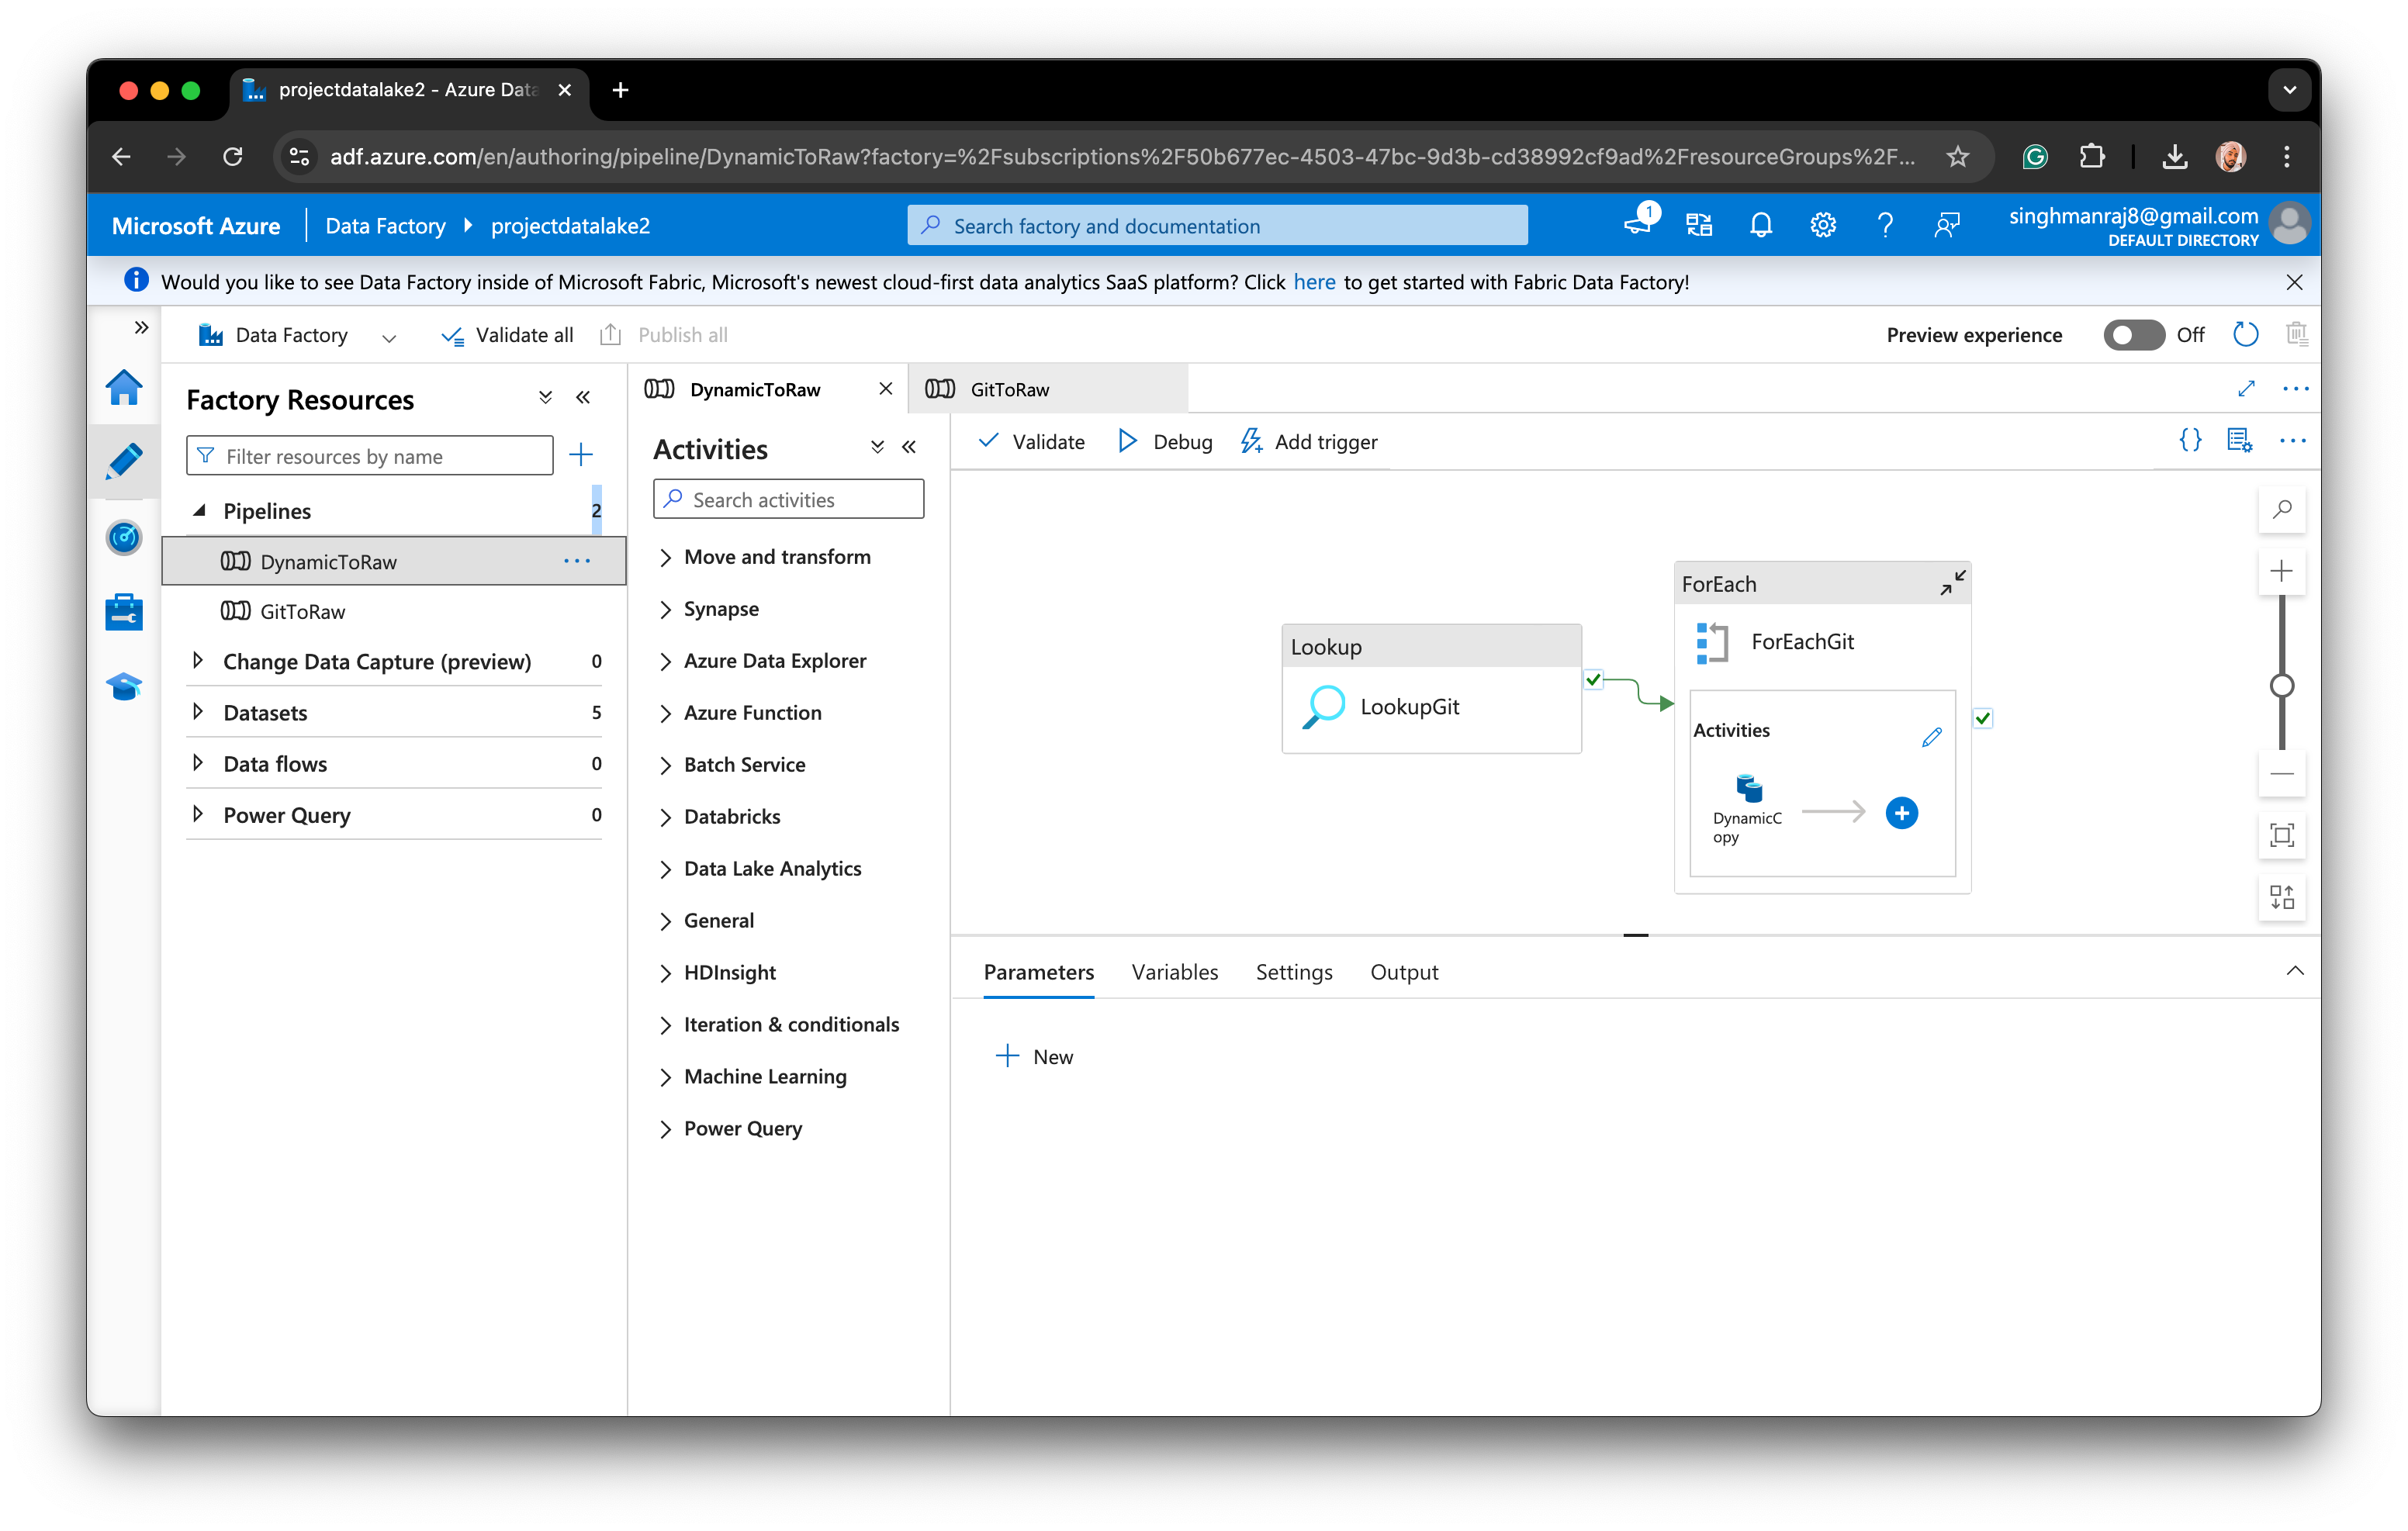 projectdatalake2 - Azure Data
adf.azure.com/en/authoring/pipeline/DynamicToRaw?factory=%2Fsubscriptions%2F50b677ec-4503-47bc-9d3b-cd38992cf9ad%2FresourceGroups%2F...
Microsoft Azure
Data Factory
projectdatalake2
Search factory and documentation
1
singhmanraj8@gmail.com
DEFAULT DIRECTORY
Would you like to see Data Factory inside of Microsoft Fabric, Microsoft's newest cloud-first data analytics SaaS platform? Click here to get started with Fabric Data Factory!
Data Factory
Validate all
Publish all
Preview experience
Off
Factory Resources
Filter resources by name
Pipelines 2
DynamicToRaw
GitToRaw
Change Data Capture (preview) 0
Datasets 5
Data flows 0
Power Query 0
DynamicToRaw
GitToRaw
Activities
Search activities
Move and transform
Synapse
Azure Data Explorer
Azure Function
Batch Service
Databricks
Data Lake Analytics
General
HDInsight
Iteration & conditionals
Machine Learning
Power Query
Validate
Debug
Add trigger
Lookup
LookupGit
ForEach
ForEachGit
Activities
DynamicC
opy
Parameters
Variables
Settings
Output
New